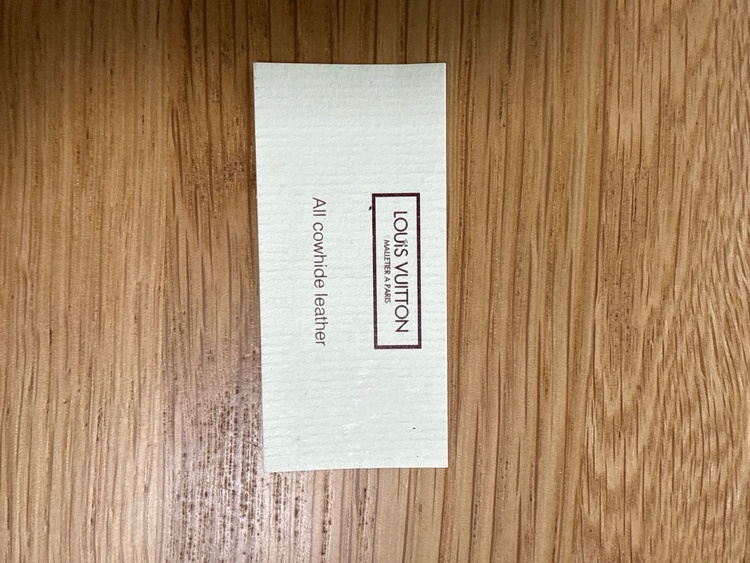 LOUIS VUITTON
MALLETIER A PARIS
All cowhide leather